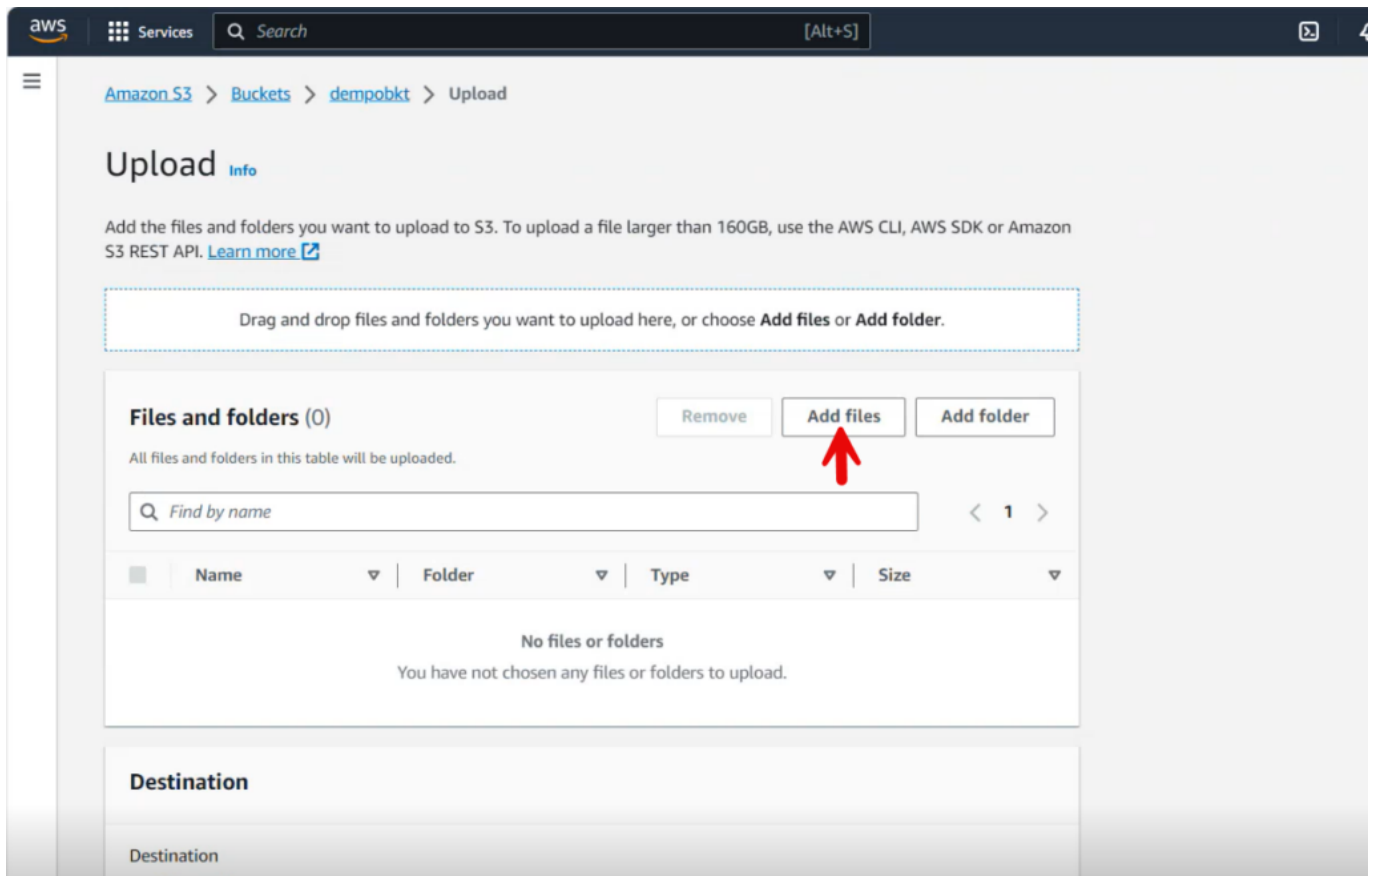 aws
Services
Search
[Alt+S]
Amazon S3 > Buckets > dempobkt > Upload
Upload Info
Add the files and folders you want to upload to S3. To upload a file larger than 160GB, use the AWS CLI, AWS SDK or Amazon
S3 REST API. Learn more
Drag and drop files and folders you want to upload here, or choose Add files or Add folder.
Files and folders (0)
Remove
Add files
Add folder
All files and folders in this table will be uploaded.
Find by name
< 1 >
Name
Folder
Type
Size
No files or folders
You have not chosen any files or folders to upload.
Destination
Destination